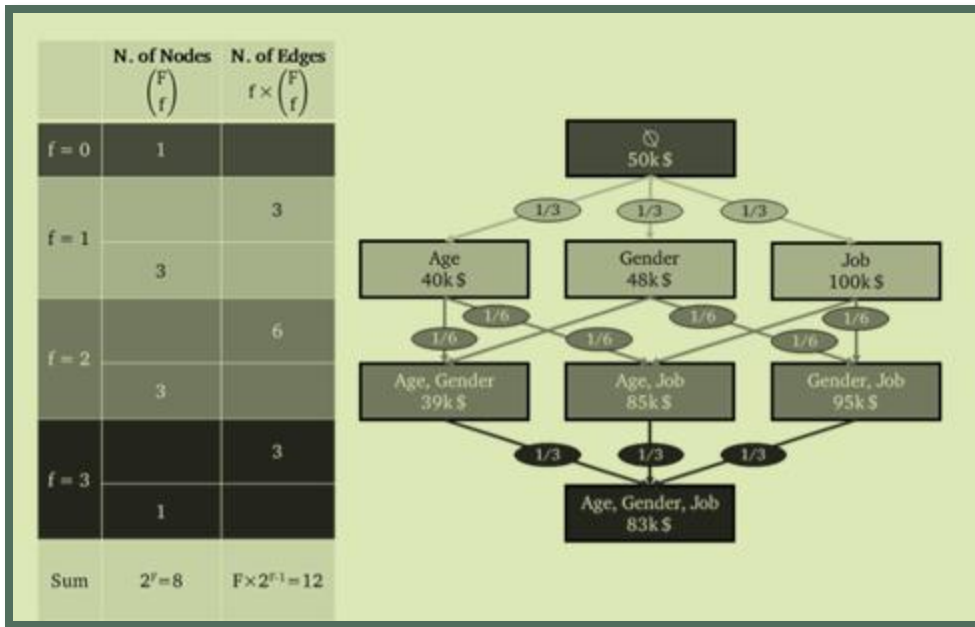 N. of Nodes N. of Edges
(F f) f × (F f)
f = 0 1
3
f = 1
3
6
f = 2
3
3
f = 3
1
Sum 2^F=8 F×2^F-1=12
∅
50k $
1/3 1/3 1/3
Age
40k $
Gender
48k $
Job
100k $
1/6 1/6 1/6
1/6 1/6 1/6
Age, Gender
39k $
Age, Job
85k $
Gender, Job
95k $
1/3 1/3 1/3
Age, Gender, Job
83k $